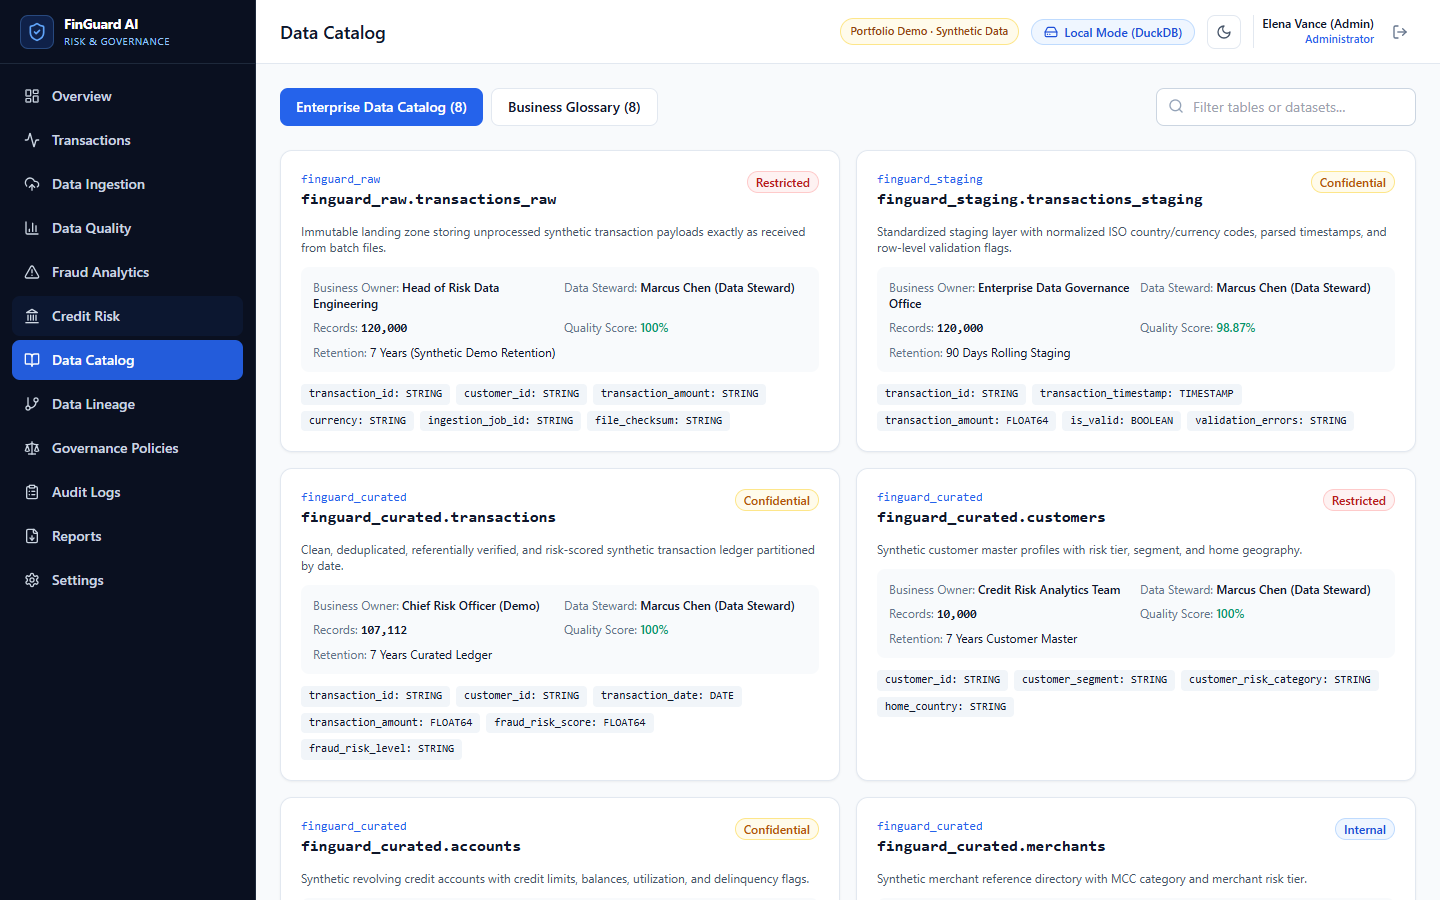 FinGuard AI
RISK & GOVERNANCE
Overview
Transactions
Data Ingestion
Data Quality
Fraud Analytics
Credit Risk
Data Catalog
Data Lineage
Governance Policies
Audit Logs
Reports
Settings
Data Catalog
Portfolio Demo · Synthetic Data
Local Mode (DuckDB)
Elena Vance (Admin)
Administrator
Enterprise Data Catalog (8)
Business Glossary (8)
Filter tables or datasets...
finguard_raw
Restricted
finguard_raw.transactions_raw
Immutable landing zone storing unprocessed synthetic transaction payloads exactly as received
from batch files.
Business Owner: Head of Risk Data
Engineering
Data Steward: Marcus Chen (Data Steward)
Records: 120,000
Quality Score: 100%
Retention: 7 Years (Synthetic Demo Retention)
transaction_id: STRING
customer_id: STRING
transaction_amount: STRING
currency: STRING
ingestion_job_id: STRING
file_checksum: STRING
finguard_staging
Confidential
finguard_staging.transactions_staging
Standardized staging layer with normalized ISO country/currency codes, parsed timestamps, and
row-level validation flags.
Business Owner: Enterprise Data Governance
Office
Data Steward: Marcus Chen (Data Steward)
Records: 120,000
Quality Score: 98.87%
Retention: 90 Days Rolling Staging
transaction_id: STRING
transaction_timestamp: TIMESTAMP
transaction_amount: FLOAT64
is_valid: BOOLEAN
validation_errors: STRING
finguard_curated
Confidential
finguard_curated.transactions
Clean, deduplicated, referentially verified, and risk-scored synthetic transaction ledger partitioned
by date.
Business Owner: Chief Risk Officer (Demo)
Data Steward: Marcus Chen (Data Steward)
Records: 107,112
Quality Score: 100%
Retention: 7 Years Curated Ledger
transaction_id: STRING
customer_id: STRING
transaction_date: DATE
transaction_amount: FLOAT64
fraud_risk_score: FLOAT64
fraud_risk_level: STRING
finguard_curated
Restricted
finguard_curated.customers
Synthetic customer master profiles with risk tier, segment, and home geography.
Business Owner: Credit Risk Analytics Team
Data Steward: Marcus Chen (Data Steward)
Records: 10,000
Quality Score: 100%
Retention: 7 Years Customer Master
customer_id: STRING
customer_segment: STRING
customer_risk_category: STRING
home_country: STRING
finguard_curated
Confidential
finguard_curated.accounts
Synthetic revolving credit accounts with credit limits, balances, utilization, and delinquency flags.
finguard_curated
Internal
finguard_curated.merchants
Synthetic merchant reference directory with MCC category and merchant risk tier.